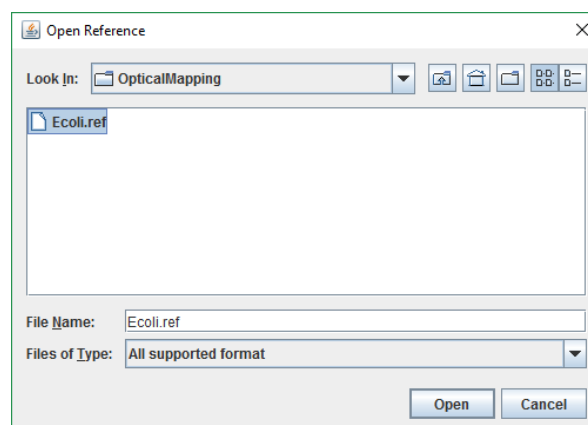 Open Reference
Look In: OpticalMapping
Ecoli.ref
File Name: Ecoli.ref
Files of Type: All supported format
Open Cancel